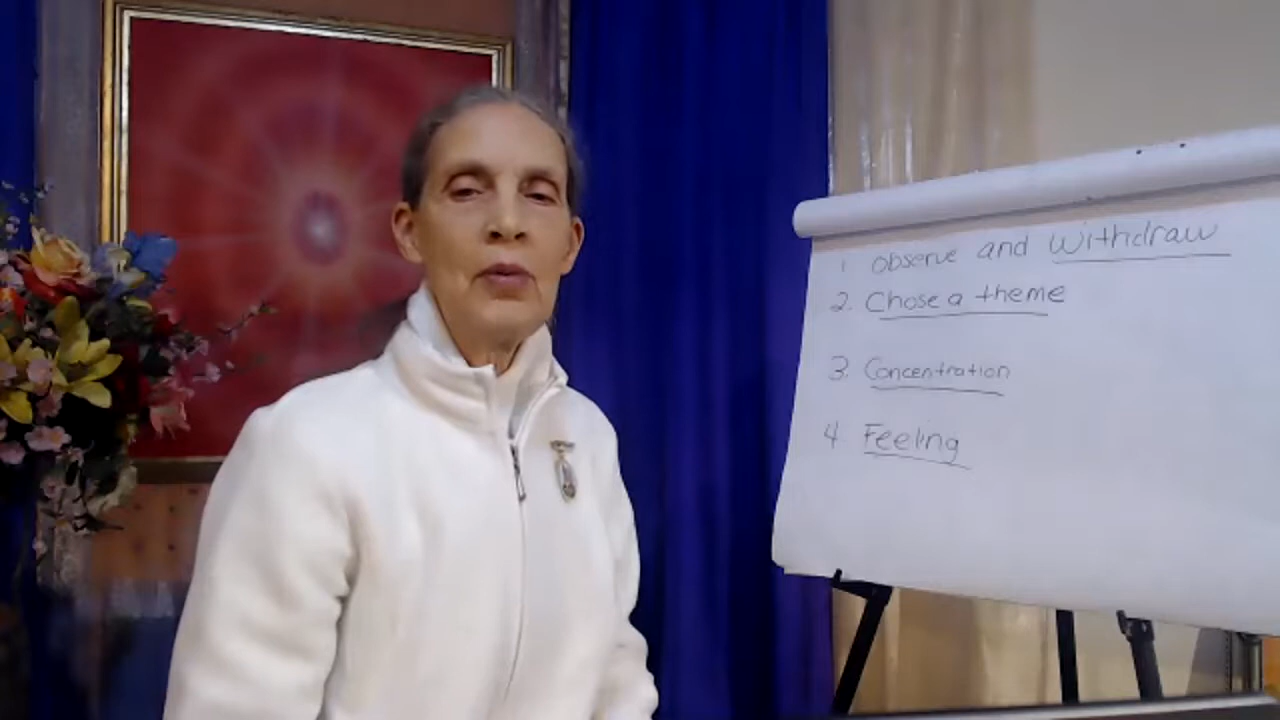 1 observe and Withdraw
2. Chose a theme
3. Concentration
4 Feeling